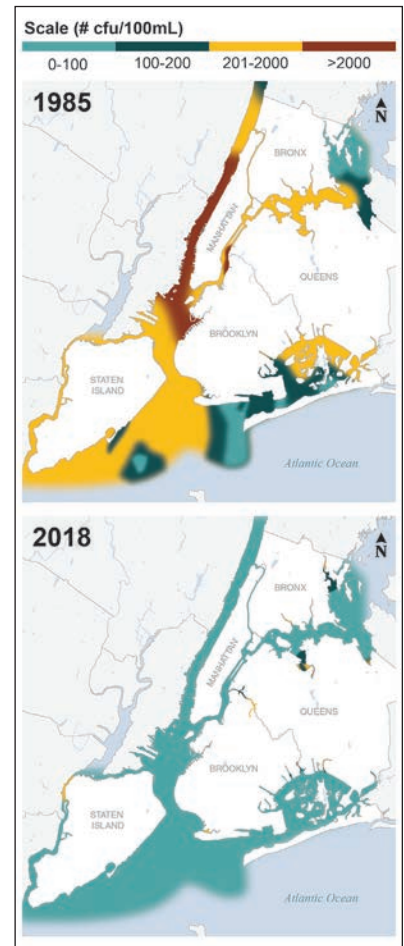 Scale (# cfu/100mL)
0-100 100-200 201-2000 >2000
1985
N
BRONX
MANHATTAN
QUEENS
BROOKLYN
STATEN
ISLAND
Atlantic Ocean
2018
N
BRONX
MANHATTAN
QUEENS
BROOKLYN
STATEN
ISLAND
Atlantic Ocean